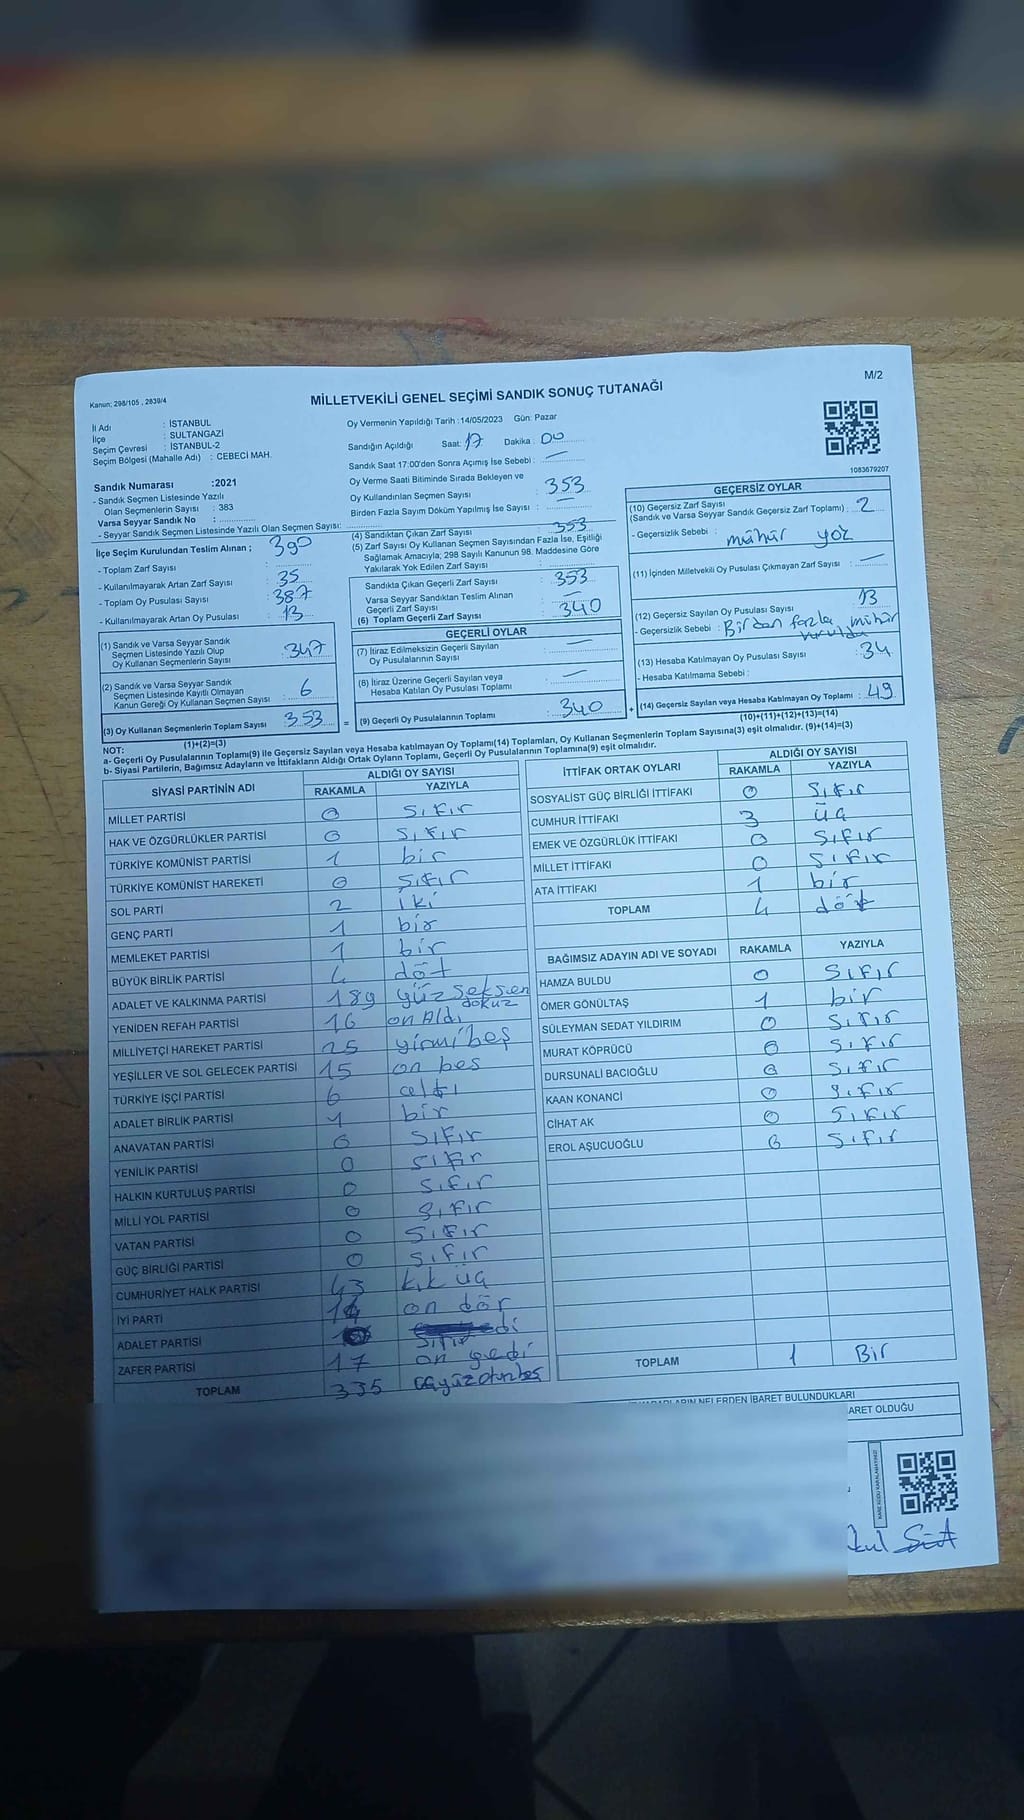 M/2
Kanun; 298/105 , 2839/4
MİLLETVEKİLİ GENEL SEÇİMİ SANDIK SONUÇ TUTANAĞI
İl Adı : İSTANBUL
İlçe : SULTANGAZİ
Seçim Çevresi : İSTANBUL-2
Seçim Bölgesi (Mahalle Adı) : CEBECİ MAH.
Oy Vermenin Yapıldığı Tarih :14/05/2023 Gün: Pazar
Sandığın Açıldığı Saat: 17 Dakika : 00
Sandık Saat 17:00'den Sonra Açımış İse Sebebi : —
Oy Verme Saati Bitiminde Sırada Bekleyen ve
Oy Kullandırılan Seçmen Sayısı : 353
Birden Fazla Sayım Döküm Yapılmış İse Sayısı : —
1083679207
Sandık Numarası :2021
- Sandık Seçmen Listesinde Yazılı
Olan Seçmenlerin Sayısı : 383
Varsa Seyyar Sandık No :
- Seyyar Sandık Seçmen Listesinde Yazılı Olan Seçmen Sayısı:
İlçe Seçim Kurulundan Teslim Alınan ;
- Toplam Zarf Sayısı : 390
- Kullanılmayarak Artan Zarf Sayısı : 35
- Toplam Oy Pusulası Sayısı : 387
- Kullanılmayarak Artan Oy Pusulası : 13
(1) Sandık ve Varsa Seyyar Sandık
Seçmen Listesinde Yazılı Olup
Oy Kullanan Seçmenlerin Sayısı : 347
(2) Sandık ve Varsa Seyyar Sandık
Seçmen Listesinde Kayıtlı Olmayan
Kanun Gereği Oy Kullanan Seçmen Sayısı : 6
(3) Oy Kullanan Seçmenlerin Toplam Sayısı : 353
(1)+(2)=(3)
(4) Sandıktan Çıkan Zarf Sayısı : 353
(5) Zarf Sayısı Oy Kullanan Seçmen Sayısından Fazla İse, Eşitliği
Sağlamak Amacıyla; 298 Sayılı Kanunun 98. Maddesine Göre
Yakılarak Yok Edilen Zarf Sayısı :
Sandıkta Çıkan Geçerli Zarf Sayısı : 353
Varsa Seyyar Sandıktan Teslim Alınan
Geçerli Zarf Sayısı : —
(6) Toplam Geçerli Zarf Sayısı : 340
GEÇERLİ OYLAR
(7) İtiraz Edilmeksizin Geçerli Sayılan
Oy Pusulalarının Sayısı : —
(8) İtiraz Üzerine Geçerli Sayılan veya
Hesaba Katılan Oy Pusulası Toplamı : —
= (9) Geçerli Oy Pusulalarının Toplamı : 340
GEÇERSİZ OYLAR
(10) Geçersiz Zarf Sayısı
(Sandık ve Varsa Seyyar Sandık Geçersiz Zarf Toplamı) : 2
- Geçersizlik Sebebi : mühür yoz
(11) İçinden Milletvekili Oy Pusulası Çıkmayan Zarf Sayısı : —
(12) Geçersiz Sayılan Oy Pusulası Sayısı : 13
- Geçersizlik Sebebi : Birden fazla mühür
(13) Hesaba Katılmayan Oy Pusulası Sayısı : 34
- Hesaba Katılmama Sebebi :
+ (14) Geçersiz Sayılan veya Hesaba Katılmayan Oy Toplamı : 49
(10)+(11)+(12)+(13)=(14)
NOT:
a- Geçerli Oy Pusulalarının Toplamı(9) ile Geçersiz Sayılan veya Hesaba katılmayan Oy Toplamı(14) Toplamları, Oy Kullanan Seçmenlerin Toplam Sayısına(3) eşit olmalıdır. (9)+(14)=(3)
b- Siyasi Partilerin, Bağımsız Adayların ve İttifakların Aldığı Ortak Oyların Toplamı, Geçerli Oy Pusulalarının Toplamına(9) eşit olmalıdır.
SİYASİ PARTİNİN ADI ALDIĞI OY SAYISI
RAKAMLA YAZIYLA
MİLLET PARTİSİ 0 Sıfır
HAK VE ÖZGÜRLÜKLER PARTİSİ 0 Sıfır
TÜRKİYE KOMÜNİST PARTİSİ 1 bir
TÜRKİYE KOMÜNİST HAREKETİ 0 Sıfır
SOL PARTİ 2 iki
GENÇ PARTİ 1 bir
MEMLEKET PARTİSİ 1 bir
BÜYÜK BİRLİK PARTİSİ 4 döt
ADALET VE KALKINMA PARTİSİ 189 yüz seksen dokuz
YENİDEN REFAH PARTİSİ 16 on Aldı
MİLLİYETÇİ HAREKET PARTİSİ 25 yirmi beş
YEŞİLLER VE SOL GELECEK PARTİSİ 15 on bes
TÜRKİYE İŞÇİ PARTİSİ 6
ADALET BİRLİK PARTİSİ 1 bir
ANAVATAN PARTİSİ 0 Sıfır
YENİLİK PARTİSİ 0 Sıfır
HALKIN KURTULUŞ PARTİSİ 0 Sıfır
MİLLİ YOL PARTİSİ 0 Sıfır
VATAN PARTİSİ 0 Sıfır
GÜÇ BİRLİĞİ PARTİSİ 0 Sıfır
CUMHURİYET HALK PARTİSİ 43 kık üç
İYİ PARTİ 14 on dör
ADALET PARTİSİ
ZAFER PARTİSİ 17 on yedi
TOPLAM 335
İTTİFAK ORTAK OYLARI ALDIĞI OY SAYISI
RAKAMLA YAZIYLA
SOSYALİST GÜÇ BİRLİĞİ İTTİFAKI 0 Sıfır
CUMHUR İTTİFAKI 3 üç
EMEK VE ÖZGÜRLÜK İTTİFAKI 0 Sıfır
MİLLET İTTİFAKI 0 Sıfır
ATA İTTİFAKI 1 bir
TOPLAM 4 döt
BAĞIMSIZ ADAYIN ADI VE SOYADI RAKAMLA YAZIYLA
HAMZA BULDU 0 Sıfır
ÖMER GÖNÜLTAŞ 1 bir
SÜLEYMAN SEDAT YILDIRIM 0 Sıfır
MURAT KÖPRÜCÜ 0 Sıfır
DURSUNALİ BACIOĞLU 0 Sıfır
KAAN KONANCİ 0 Sıfır
CİHAT AK 0 Sıfır
EROL AŞUCUOĞLU 0 Sıfır
TOPLAM 1 Bir
NELERDEN İBARET BULUNDUKLARI
ARET OLDUĞU